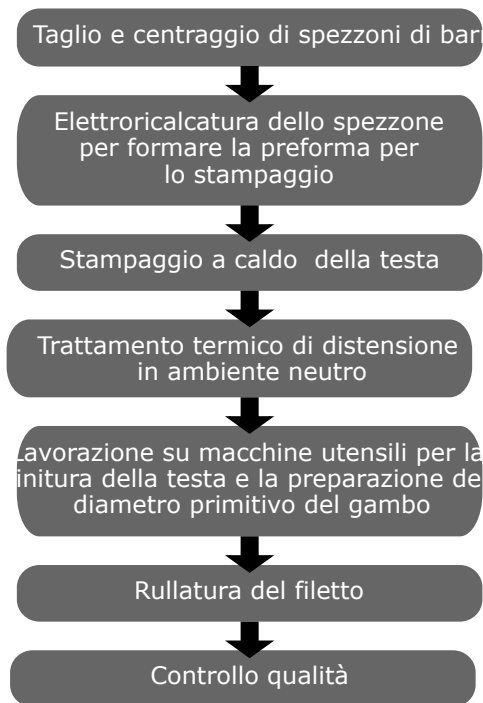 Taglio e centraggio di spezzoni di
Elettroricalcatura dello spezzone
per formare la preforma per
lo stampaggio
Stampaggio a caldo della testa
Trattamento termico di distensione
in ambiente neutro
Lavorazione su macchine utensili per la
della testa e la preparazione
diametro primitivo del gambo
Rullatura del filetto
Controllo qualità